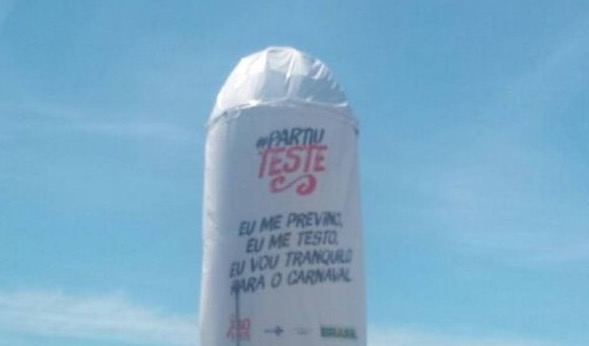 #PARTIU
TESTE
EU ME PREVINO,
EU ME TESTO,
EU VOU TRANQUILO
PARA O CARNAVAL.
BRASIL